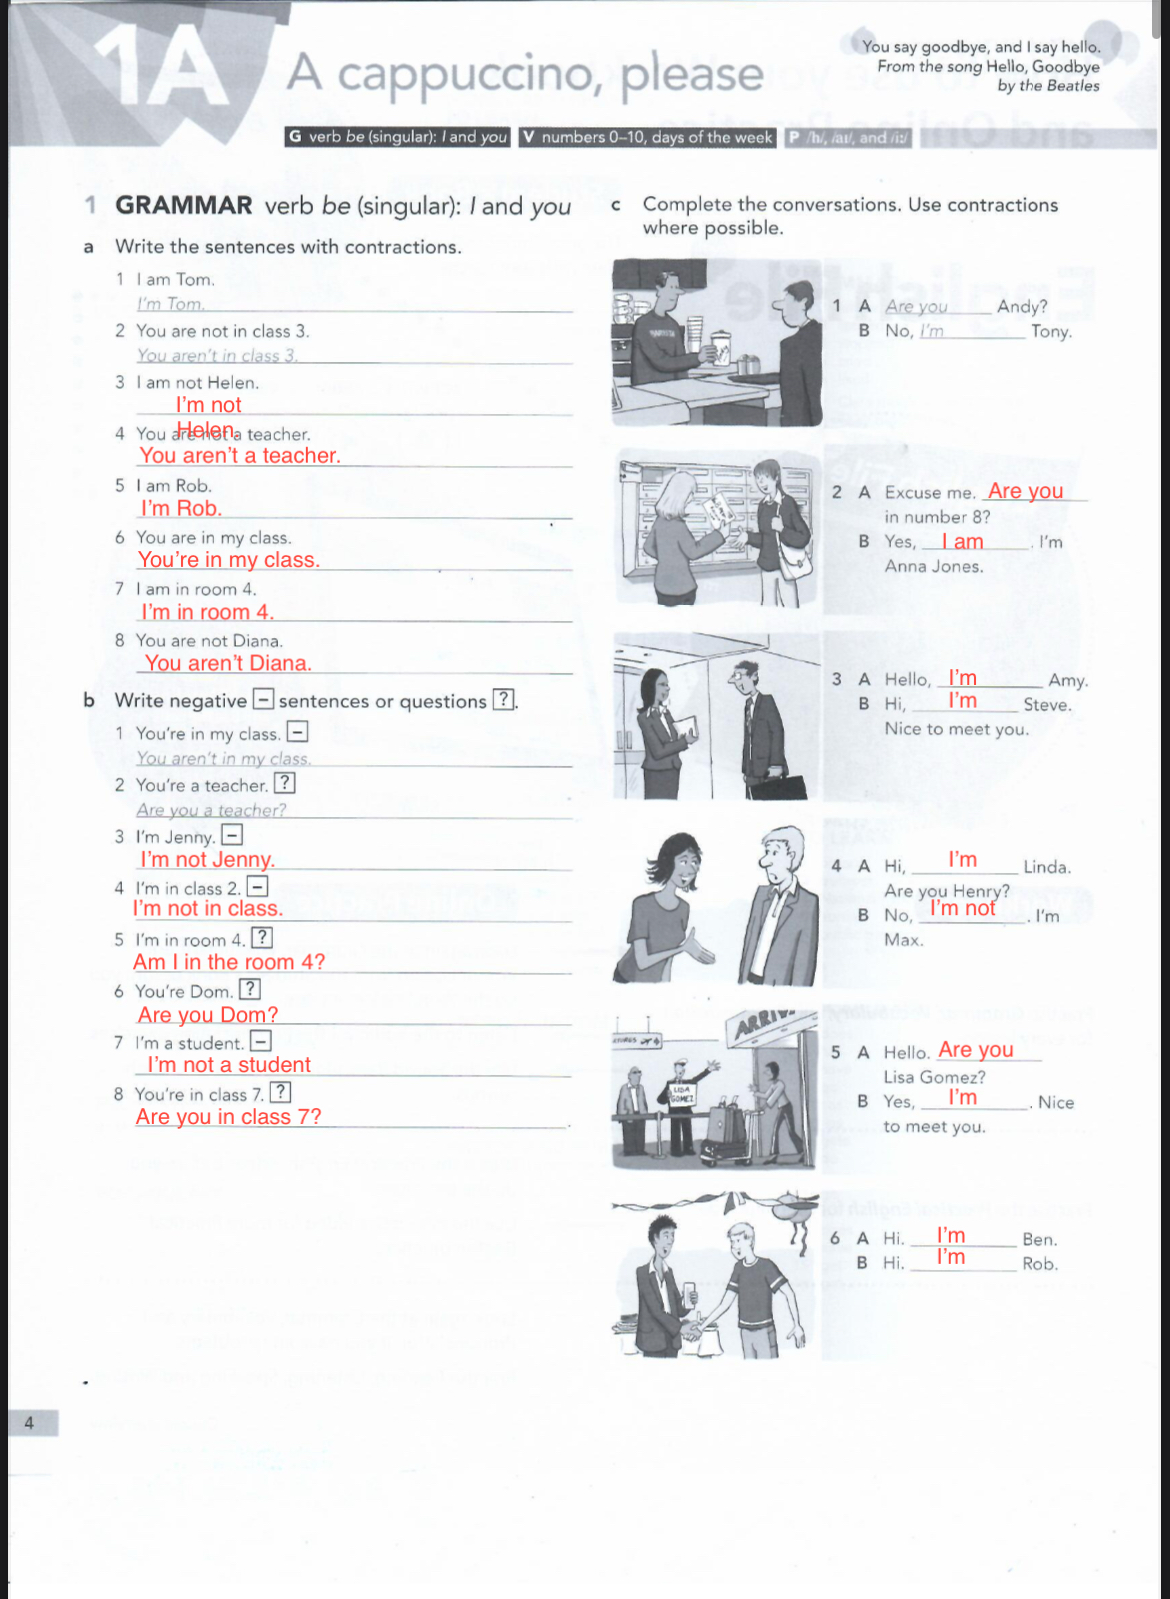 1A
A cappuccino, please
You say goodbye, and I say hello.
From the song Hello, Goodbye
by the Beatles
G verb be (singular): I and you V numbers 0–10, days of the week P /h/, /aɪ/, and /iː/
1 GRAMMAR verb be (singular): I and you
a Write the sentences with contractions.
1 I am Tom.
I'm Tom.
2 You are not in class 3.
You aren't in class 3.
3 I am not Helen.
I'm not
Helen.
4 You are not a teacher.
You aren't a teacher.
5 I am Rob.
I'm Rob.
6 You are in my class.
You're in my class.
7 I am in room 4.
I'm in room 4.
8 You are not Diana.
You aren't Diana.
b Write negative − sentences or questions ?.
1 You're in my class. −
You aren't in my class.
2 You're a teacher. ?
Are you a teacher?
3 I'm Jenny. −
I'm not Jenny.
4 I'm in class 2. −
I'm not in class.
5 I'm in room 4. ?
Am I in the room 4?
6 You're Dom. ?
Are you Dom?
7 I'm a student. −
I'm not a student
8 You're in class 7. ?
Are you in class 7?
c Complete the conversations. Use contractions
where possible.
1 A Are you Andy?
B No, I'm Tony.
2 A Excuse me. Are you
in number 8?
B Yes, I am . I'm
Anna Jones.
3 A Hello, I'm Amy.
B Hi, I'm Steve.
Nice to meet you.
4 A Hi, I'm Linda.
Are you Henry?
B No, I'm not . I'm
Max.
ARRIV
LISA
GOMEZ
5 A Hello. Are you
Lisa Gomez?
B Yes, I'm . Nice
to meet you.
6 A Hi. I'm Ben.
B Hi. I'm Rob.
4